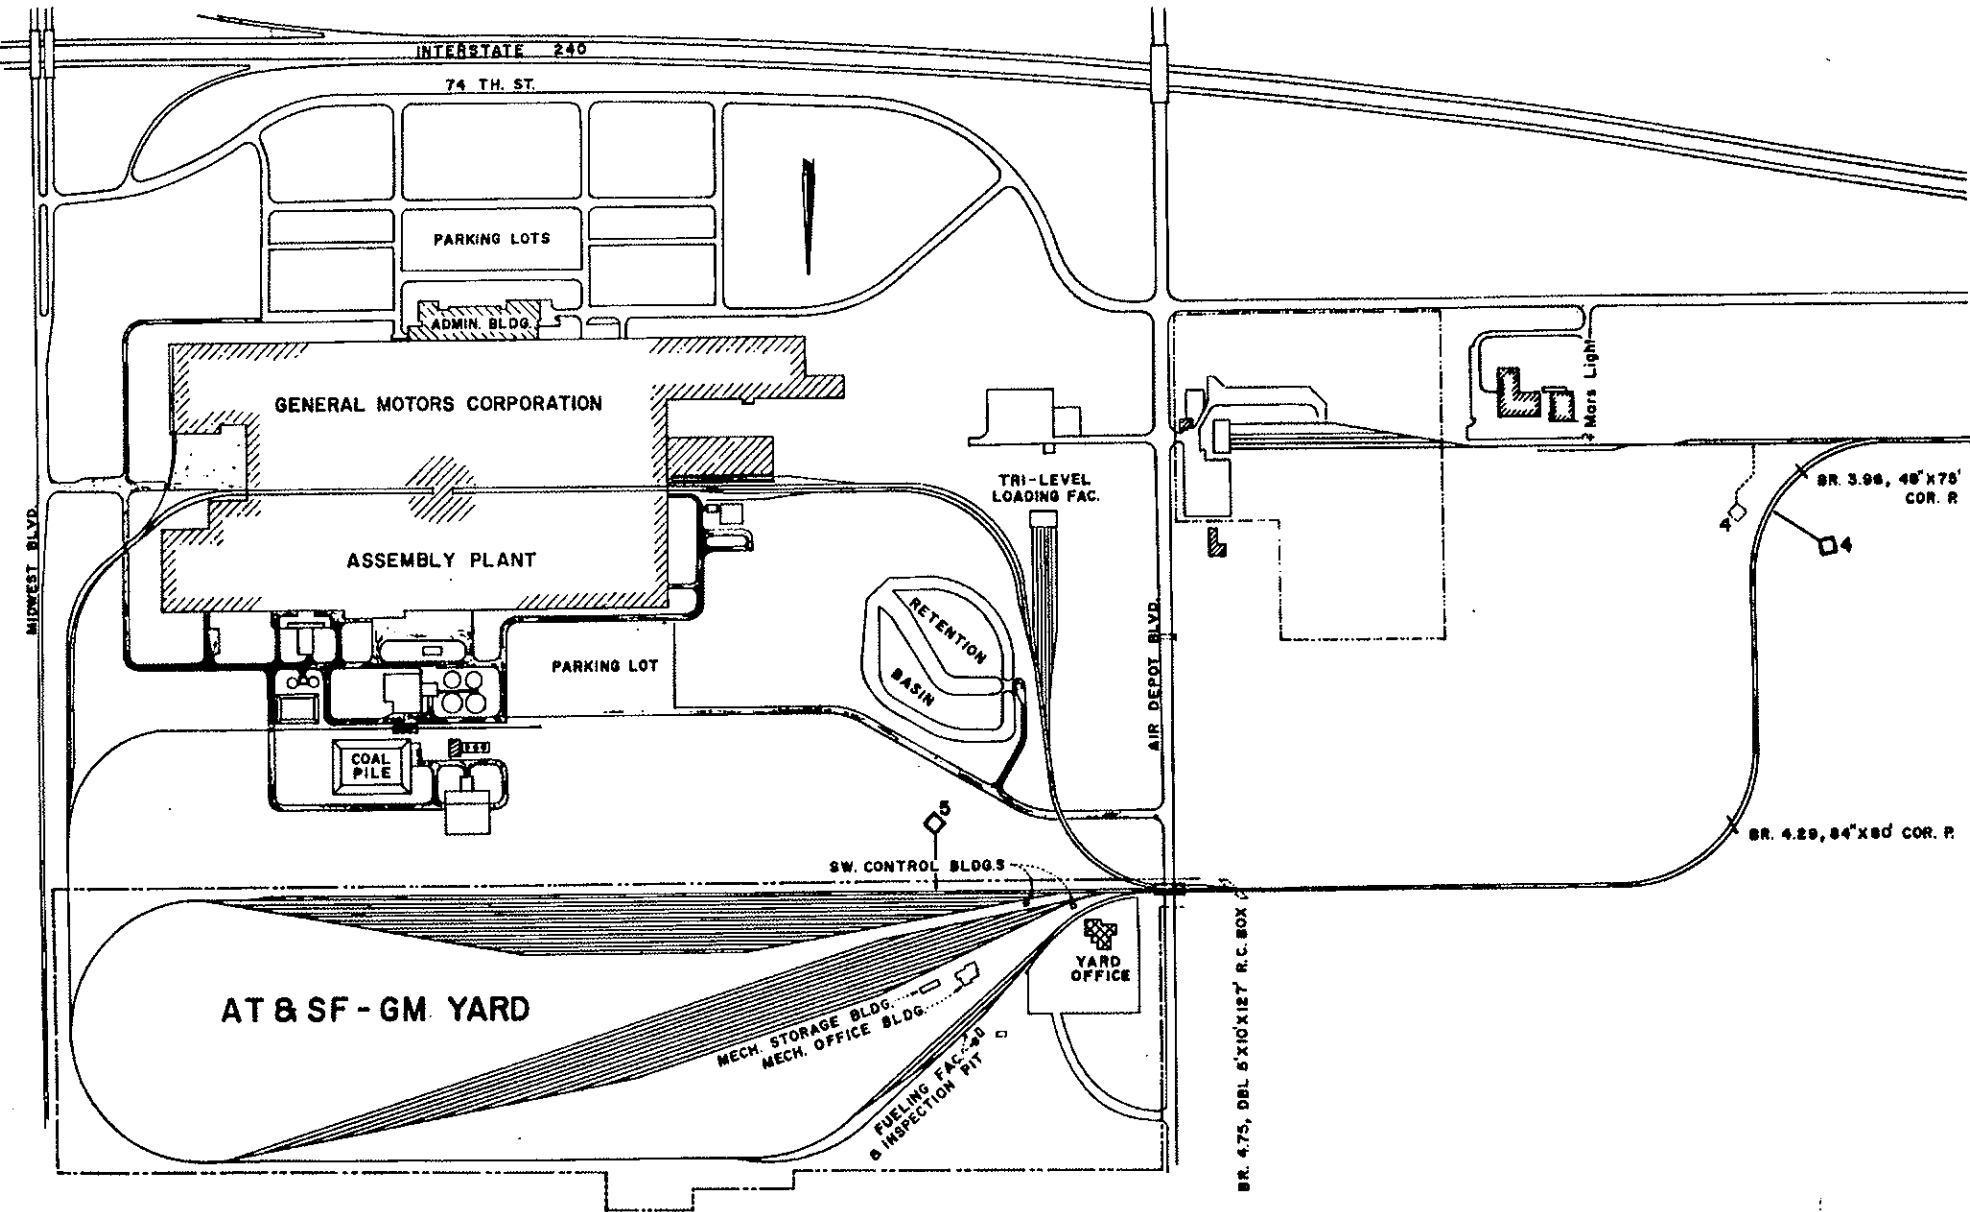 INTERSTATE 240
74 TH. ST.
PARKING LOTS
ADMIN. BLDG.
GENERAL MOTORS CORPORATION
Mars Light
TRI-LEVEL
LOADING FAC.
BR. 3.98, 48"X75'
COR. P.
4
4
MIDWEST BLVD.
ASSEMBLY PLANT
RETENTION
BASIN
AIR DEPOT BLVD.
PARKING LOT
COAL
PILE
5
BR. 4.29, 84"X80' COR. P.
SW. CONTROL BLDG.S
YARD
OFFICE
AT & SF - GM YARD
MECH. STORAGE BLDG.
MECH. OFFICE BLDG.
FUELING FAC.
& INSPECTION PIT
BR. 4.75, DBL 5'X10'X127' R.C. BOX